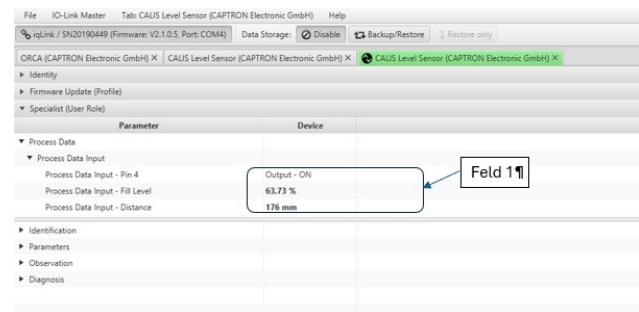 File IO-Link Master Tab: CALIS Level Sensor (CAPTRON Electronic GmbH) Help
iqLink / SN20190449 (Firmware: V2.1.0.5, Port: COM4) Data Storage: Disable Backup/Restore Restore only
ORCA (CAPTRON Electronic GmbH) × CALIS Level Sensor (CAPTRON Electronic GmbH) × CALIS Level Sensor (CAPTRON Electronic GmbH) ×
Identity
Firmware Update (Profile)
Specialist (User Role)
Parameter Device
Process Data
Process Data Input
Process Data Input - Pin 4 Output - ON
Process Data Input - Fill Level 63.73 %
Process Data Input - Distance 176 mm
Feld 1¶
Identification
Parameters
Observation
Diagnosis